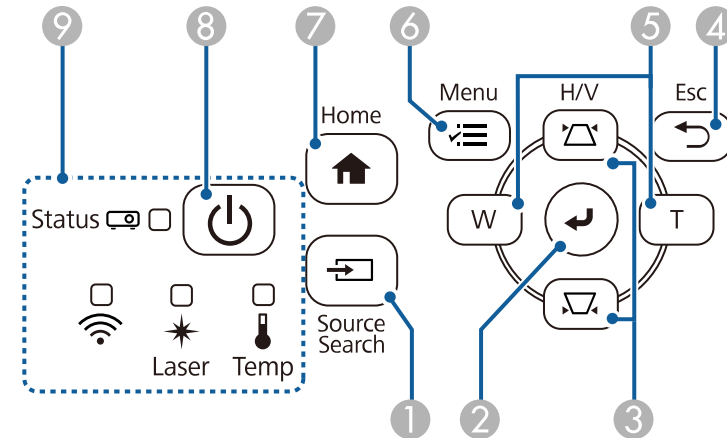 9 8 7 6 5 4
Menu H/V Esc
Home
Status W T
Source
Search
Laser Temp
1 2 3